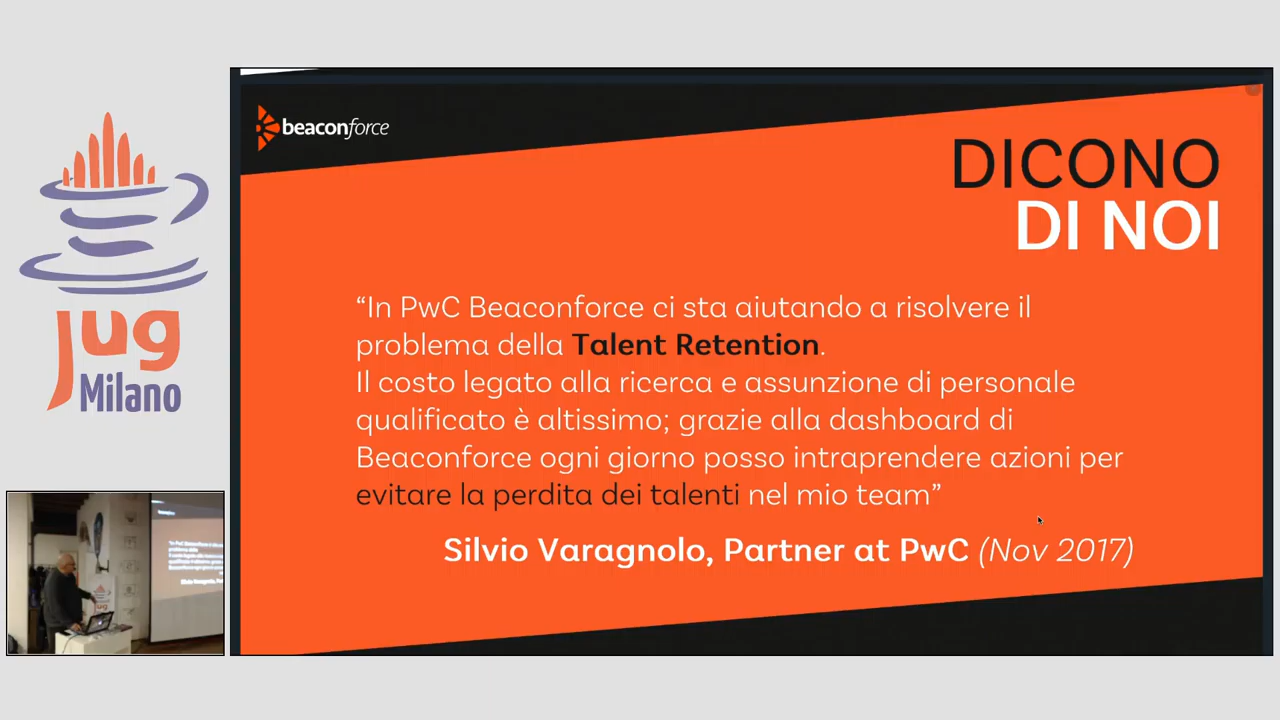 beaconforce
DICONO
DI NOI
“In PwC Beaconforce ci sta aiutando a risolvere il
problema della Talent Retention.
Il costo legato alla ricerca e assunzione di personale
qualificato è altissimo; grazie alla dashboard di
Beaconforce ogni giorno posso intraprendere azioni per
evitare la perdita dei talenti nel mio team”
Silvio Varagnolo, Partner at PwC (Nov 2017)
jug
Milano
jug